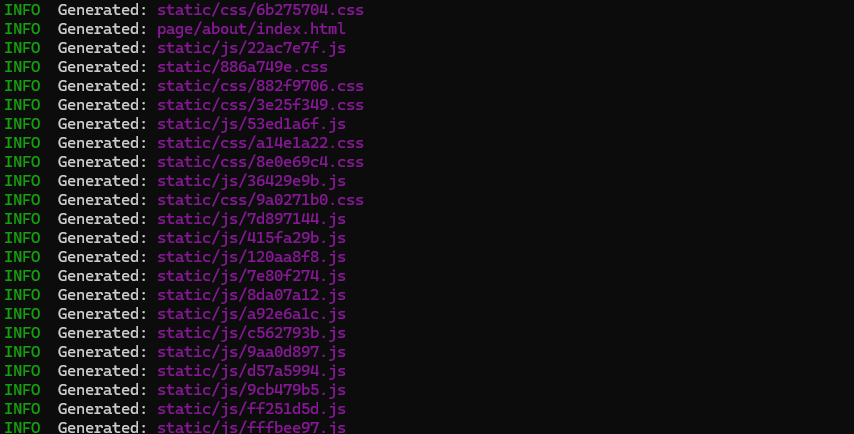 INFO  Generated: static/css/6b275704.css
INFO  Generated: page/about/index.html
INFO  Generated: static/js/22ac7e7f.js
INFO  Generated: static/886a749e.css
INFO  Generated: static/css/882f9706.css
INFO  Generated: static/css/3e25f349.css
INFO  Generated: static/js/53ed1a6f.js
INFO  Generated: static/css/a14e1a22.css
INFO  Generated: static/css/8e0e69c4.css
INFO  Generated: static/js/36429e9b.js
INFO  Generated: static/css/9a0271b0.css
INFO  Generated: static/js/7d897144.js
INFO  Generated: static/js/415fa29b.js
INFO  Generated: static/js/120aa8f8.js
INFO  Generated: static/js/7e80f274.js
INFO  Generated: static/js/8da07a12.js
INFO  Generated: static/js/a92e6a1c.js
INFO  Generated: static/js/c562793b.js
INFO  Generated: static/js/9aa0d897.js
INFO  Generated: static/js/d57a5994.js
INFO  Generated: static/js/9cb479b5.js
INFO  Generated: static/js/ff251d5d.js
INFO  Generated: static/js/fffbee97.js